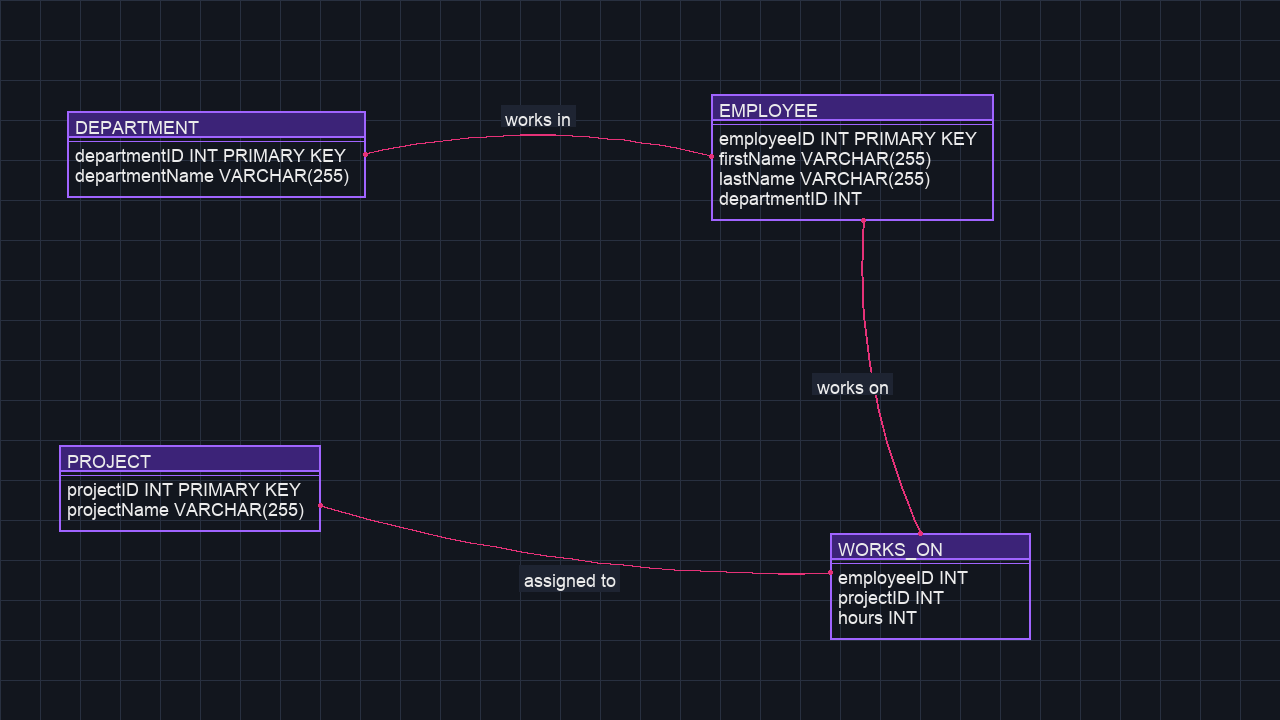 DEPARTMENT
departmentID INT PRIMARY KEY
departmentName VARCHAR(255)
works in
EMPLOYEE
employeeID INT PRIMARY KEY
firstName VARCHAR(255)
lastName VARCHAR(255)
departmentID INT
works on
PROJECT
projectID INT PRIMARY KEY
projectName VARCHAR(255)
assigned to
WORKS_ON
employeeID INT
projectID INT
hours INT